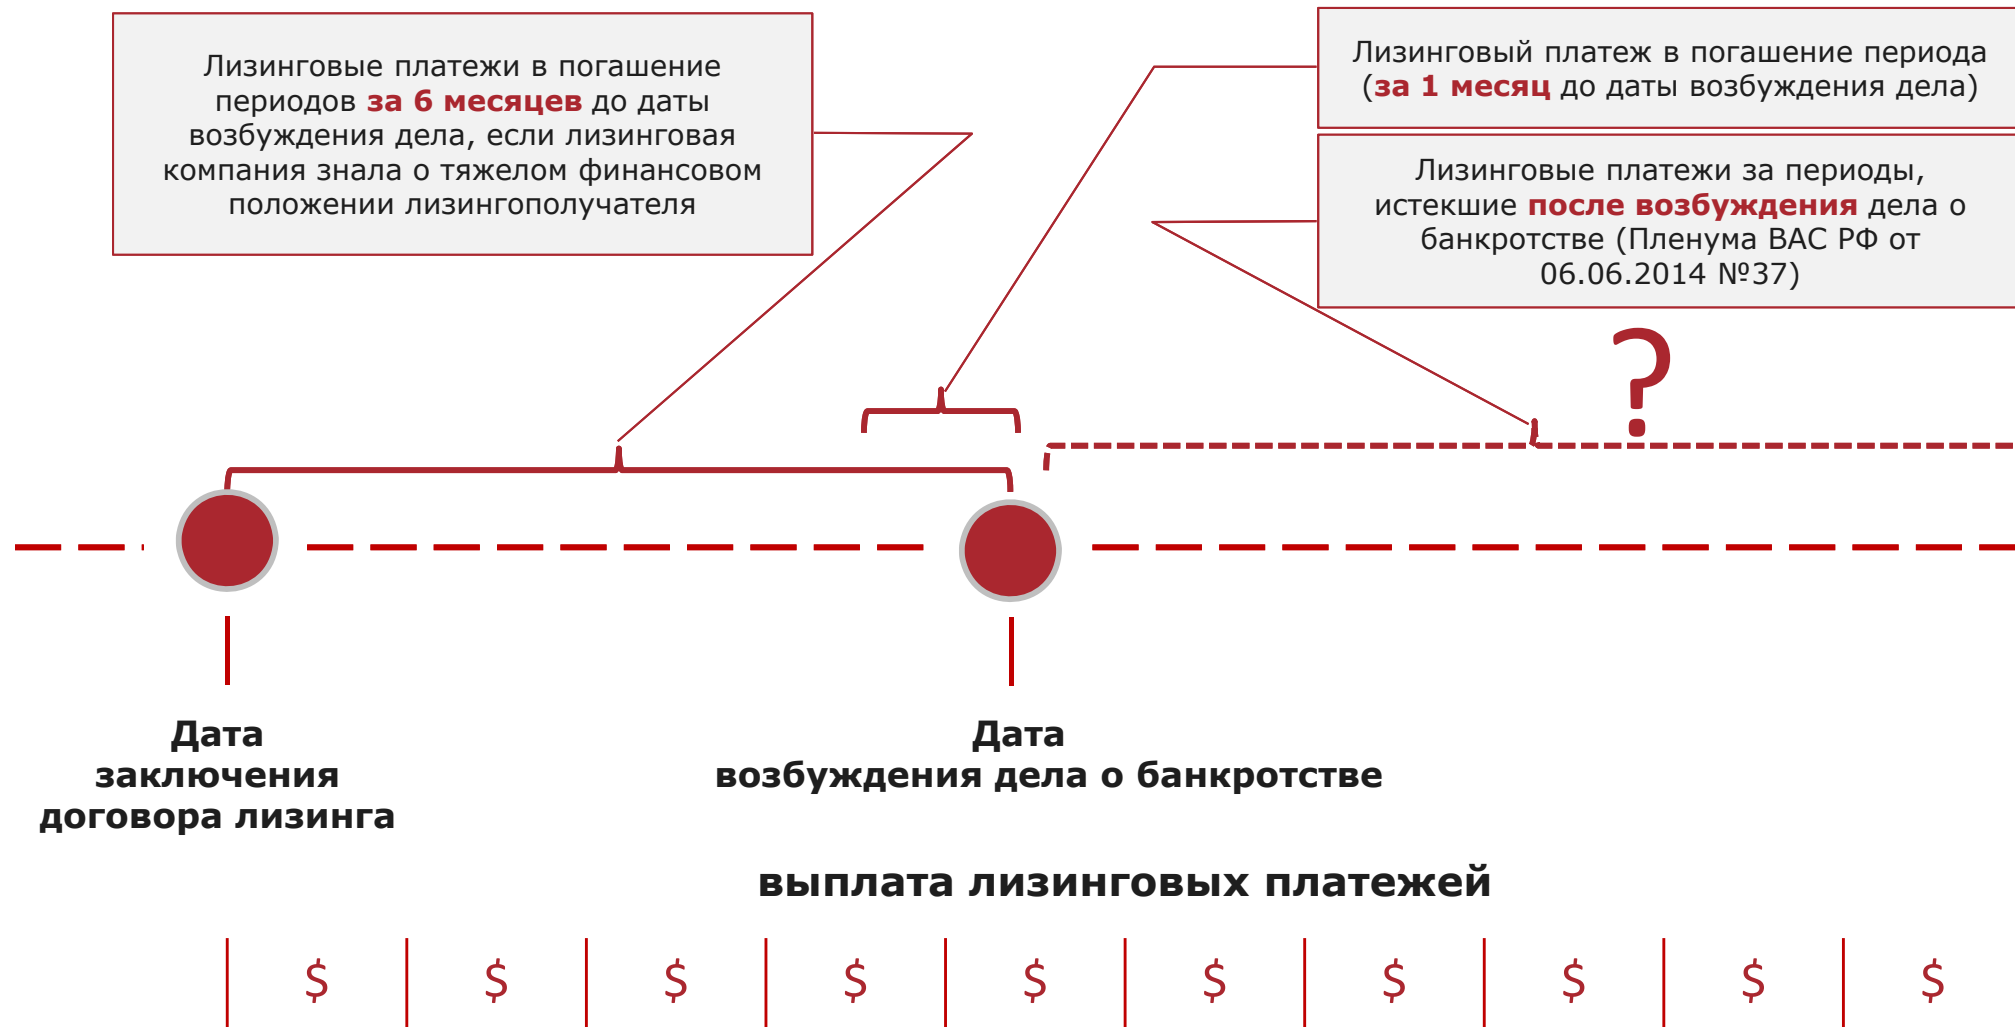 Лизинговые платежи в погашение
периодов за 6 месяцев до даты
возбуждения дела, если лизинговая
компания знала о тяжелом финансовом
положении лизингополучателя
Лизинговый платеж в погашение периода
(за 1 месяц до даты возбуждения дела)
Лизинговые платежи за периоды,
истекшие после возбуждения дела о
банкротстве (Пленума ВАС РФ от
06.06.2014 №37)
?
Дата
заключения
договора лизинга
Дата
возбуждения дела о банкротстве
выплата лизинговых платежей
$ $ $ $ $ $ $ $ $ $